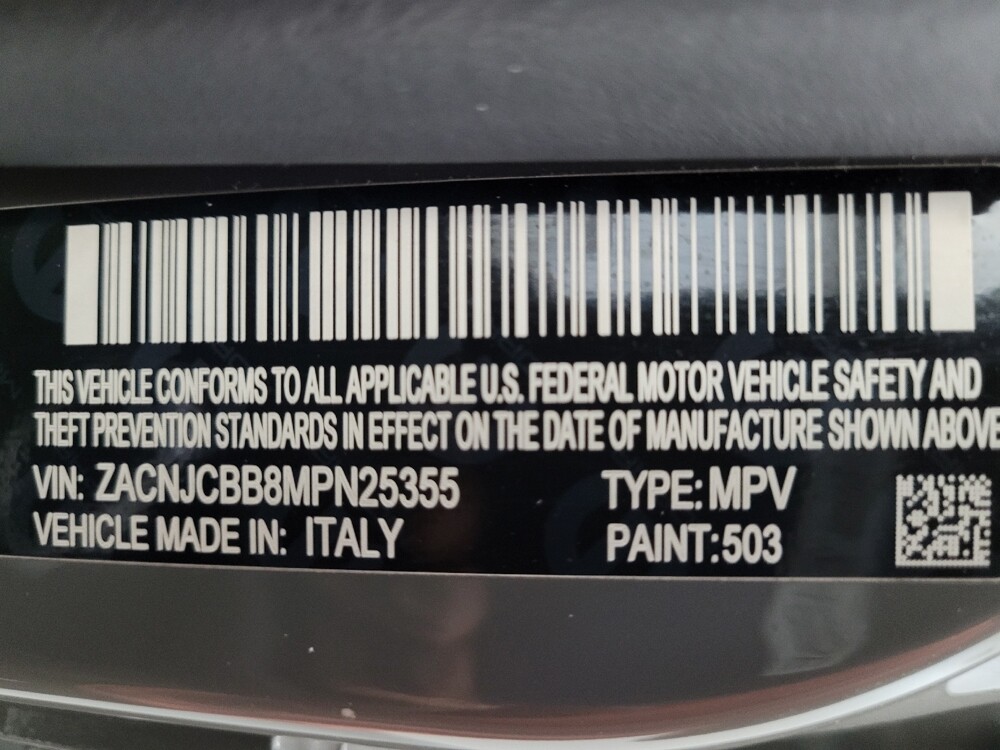 THIS VEHICLE CONFORMS TO ALL APPLICABLE U.S. FEDERAL MOTOR VEHICLE SAFETY AND
THEFT PREVENTION STANDARDS IN EFFECT ON THE DATE OF MANUFACTURE SHOWN ABOVE
VIN: ZACNJCBB8MPN25355 TYPE: MPV
VEHICLE MADE IN: ITALY PAINT: 503